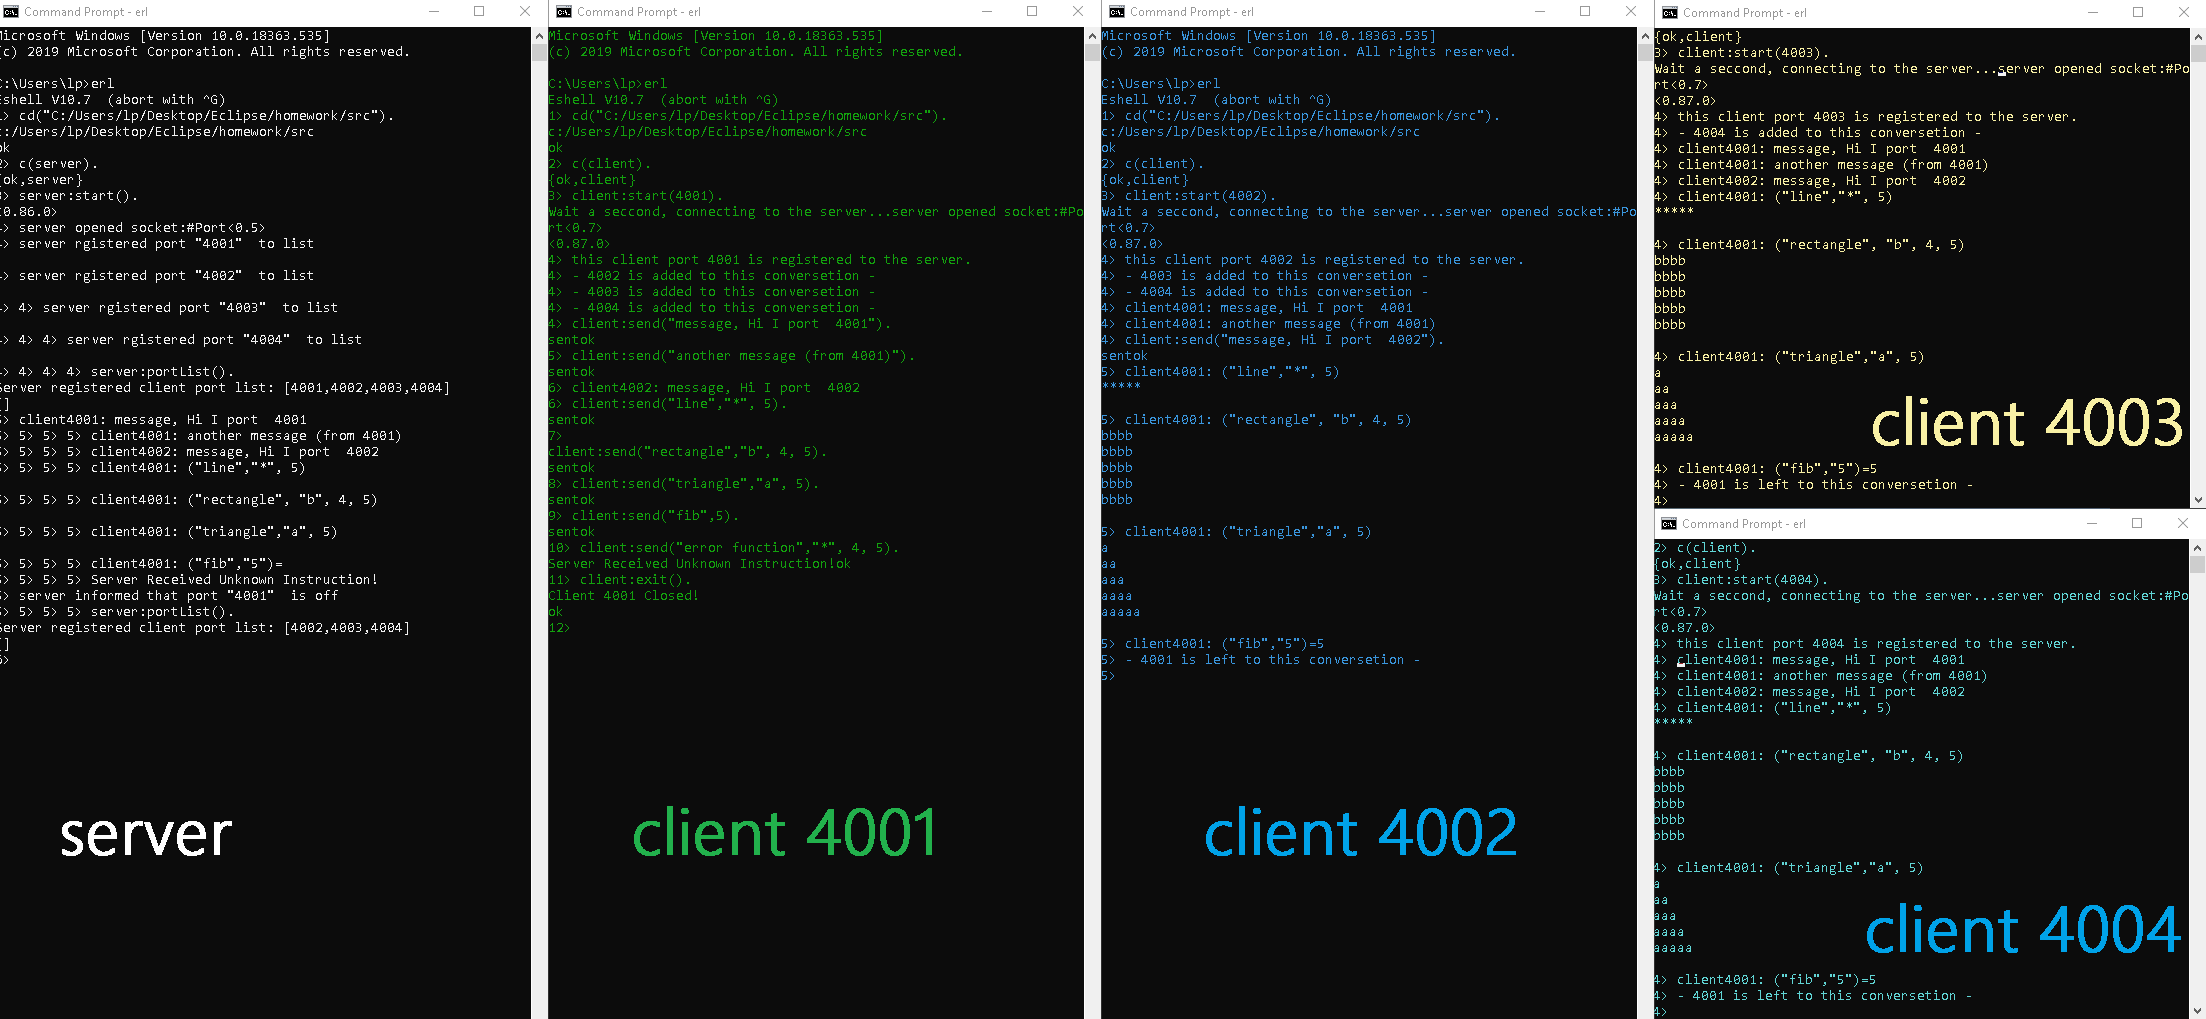 Command Prompt - erl
Microsoft Windows [Version 10.0.18363.535]
(c) 2019 Microsoft Corporation. All rights reserved.
C:\Users\lp>erl
Eshell V10.7 (abort with ^G)
1> cd("C:/Users/lp/Desktop/Eclipse/homework/src").
c:/Users/lp/Desktop/Eclipse/homework/src
ok
2> c(server).
{ok,server}
3> server:start().
<0.86.0>
4> server opened socket:#Port<0.5>
4> server rgistered port "4001"  to list
4> server rgistered port "4002"  to list
4> 4> server rgistered port "4003"  to list
4> 4> 4> server rgistered port "4004"  to list
4> 4> 4> 4> server:portList().
Server registered client port list: [4001,4002,4003,4004]
[]
5> client4001: message, Hi I port  4001
5> 5> 5> 5> client4001: another message (from 4001)
5> 5> 5> 5> client4002: message, Hi I port  4002
5> 5> 5> 5> client4001: ("line","*", 5)
5> 5> 5> 5> client4001: ("rectangle", "b", 4, 5)
5> 5> 5> 5> client4001: ("triangle","a", 5)
5> 5> 5> 5> client4001: ("fib","5")=
5> 5> 5> 5> Server Received Unknown Instruction!
5> server informed that port "4001"  is off
5> 5> 5> 5> server:portList().
Server registered client port list: [4002,4003,4004]
[]
6>
server
Command Prompt - erl
Microsoft Windows [Version 10.0.18363.535]
(c) 2019 Microsoft Corporation. All rights reserved.
C:\Users\lp>erl
Eshell V10.7  (abort with ^G)
1> cd("C:/Users/lp/Desktop/Eclipse/homework/src").
c:/Users/lp/Desktop/Eclipse/homework/src
ok
2> c(client).
{ok,client}
3> client:start(4001).
Wait a seccond, connecting to the server...server opened socket:#Po
rt<0.7>
<0.87.0>
4> this client port 4001 is registered to the server.
4> - 4002 is added to this conversetion -
4> - 4003 is added to this conversetion -
4> - 4004 is added to this conversetion -
4> client:send("message, Hi I port  4001").
sentok
5> client:send("another message (from 4001)").
sentok
6> client4002: message, Hi I port  4002
6> client:send("line","*", 5).
sentok
7>
client:send("rectangle","b", 4, 5).
sentok
8> client:send("triangle","a", 5).
sentok
9> client:send("fib",5).
sentok
10> client:send("error function","*", 4, 5).
Server Received Unknown Instruction!ok
11> client:exit().
Client 4001 Closed!
ok
12>
client 4001
Command Prompt - erl
Microsoft Windows [Version 10.0.18363.535]
(c) 2019 Microsoft Corporation. All rights reserved.
C:\Users\lp>erl
Eshell V10.7  (abort with ^G)
1> cd("C:/Users/lp/Desktop/Eclipse/homework/src").
c:/Users/lp/Desktop/Eclipse/homework/src
ok
2> c(client).
{ok,client}
3> client:start(4002).
Wait a seccond, connecting to the server...server opened socket:#Po
rt<0.7>
<0.87.0>
4> this client port 4002 is registered to the server.
4> - 4003 is added to this conversetion -
4> - 4004 is added to this conversetion -
4> client4001: message, Hi I port  4001
4> client4001: another message (from 4001)
4> client:send("message, Hi I port  4002").
sentok
5> client4001: ("line","*", 5)
*****
5> client4001: ("rectangle", "b", 4, 5)
bbbb
bbbb
bbbb
bbbb
bbbb
5> client4001: ("triangle","a", 5)
a
aa
aaa
aaaa
aaaaa
5> client4001: ("fib","5")=5
5> - 4001 is left to this conversetion -
5>
client 4002
Command Prompt - erl
{ok,client}
3> client:start(4003).
Wait a seccond, connecting to the server...server opened socket:#Po
rt<0.7>
<0.87.0>
4> this client port 4003 is registered to the server.
4> - 4004 is added to this conversetion -
4> client4001: message, Hi I port  4001
4> client4001: another message (from 4001)
4> client4002: message, Hi I port  4002
4> client4001: ("line","*", 5)
*****
4> client4001: ("rectangle", "b", 4, 5)
bbbb
bbbb
bbbb
bbbb
bbbb
4> client4001: ("triangle","a", 5)
a
aa
aaa
aaaa
aaaaa
4> client4001: ("fib","5")=5
4> - 4001 is left to this conversetion -
4>
client 4003
Command Prompt - erl
2> c(client).
{ok,client}
3> client:start(4004).
Wait a seccond, connecting to the server...server opened socket:#Po
rt<0.7>
<0.87.0>
4> this client port 4004 is registered to the server.
4> client4001: message, Hi I port  4001
4> client4001: another message (from 4001)
4> client4002: message, Hi I port  4002
4> client4001: ("line","*", 5)
*****
4> client4001: ("rectangle", "b", 4, 5)
bbbb
bbbb
bbbb
bbbb
bbbb
4> client4001: ("triangle","a", 5)
a
aa
aaa
aaaa
aaaaa
4> client4001: ("fib","5")=5
4> - 4001 is left to this conversetion -
4>
client 4004